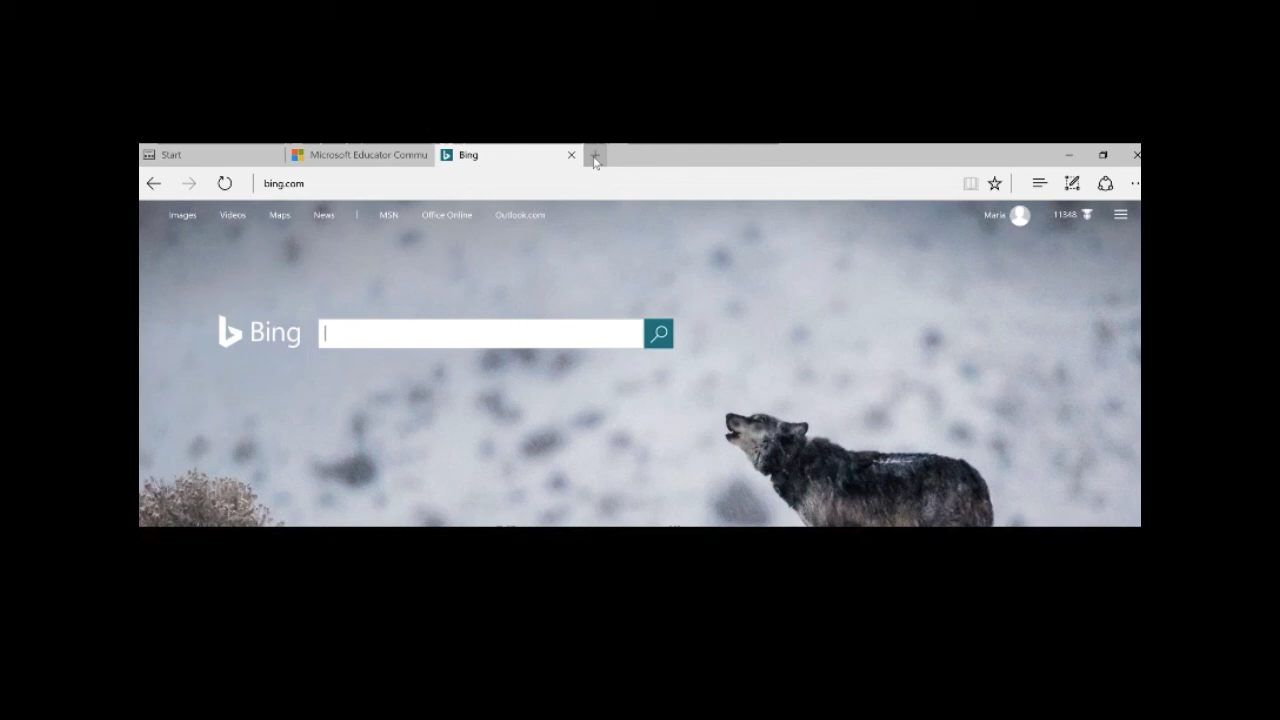 Start
Microsoft Educator Commu
Bing
bing.com
Images Videos Maps News | MSN Office Online Outlook.com Maria 11348
Bing